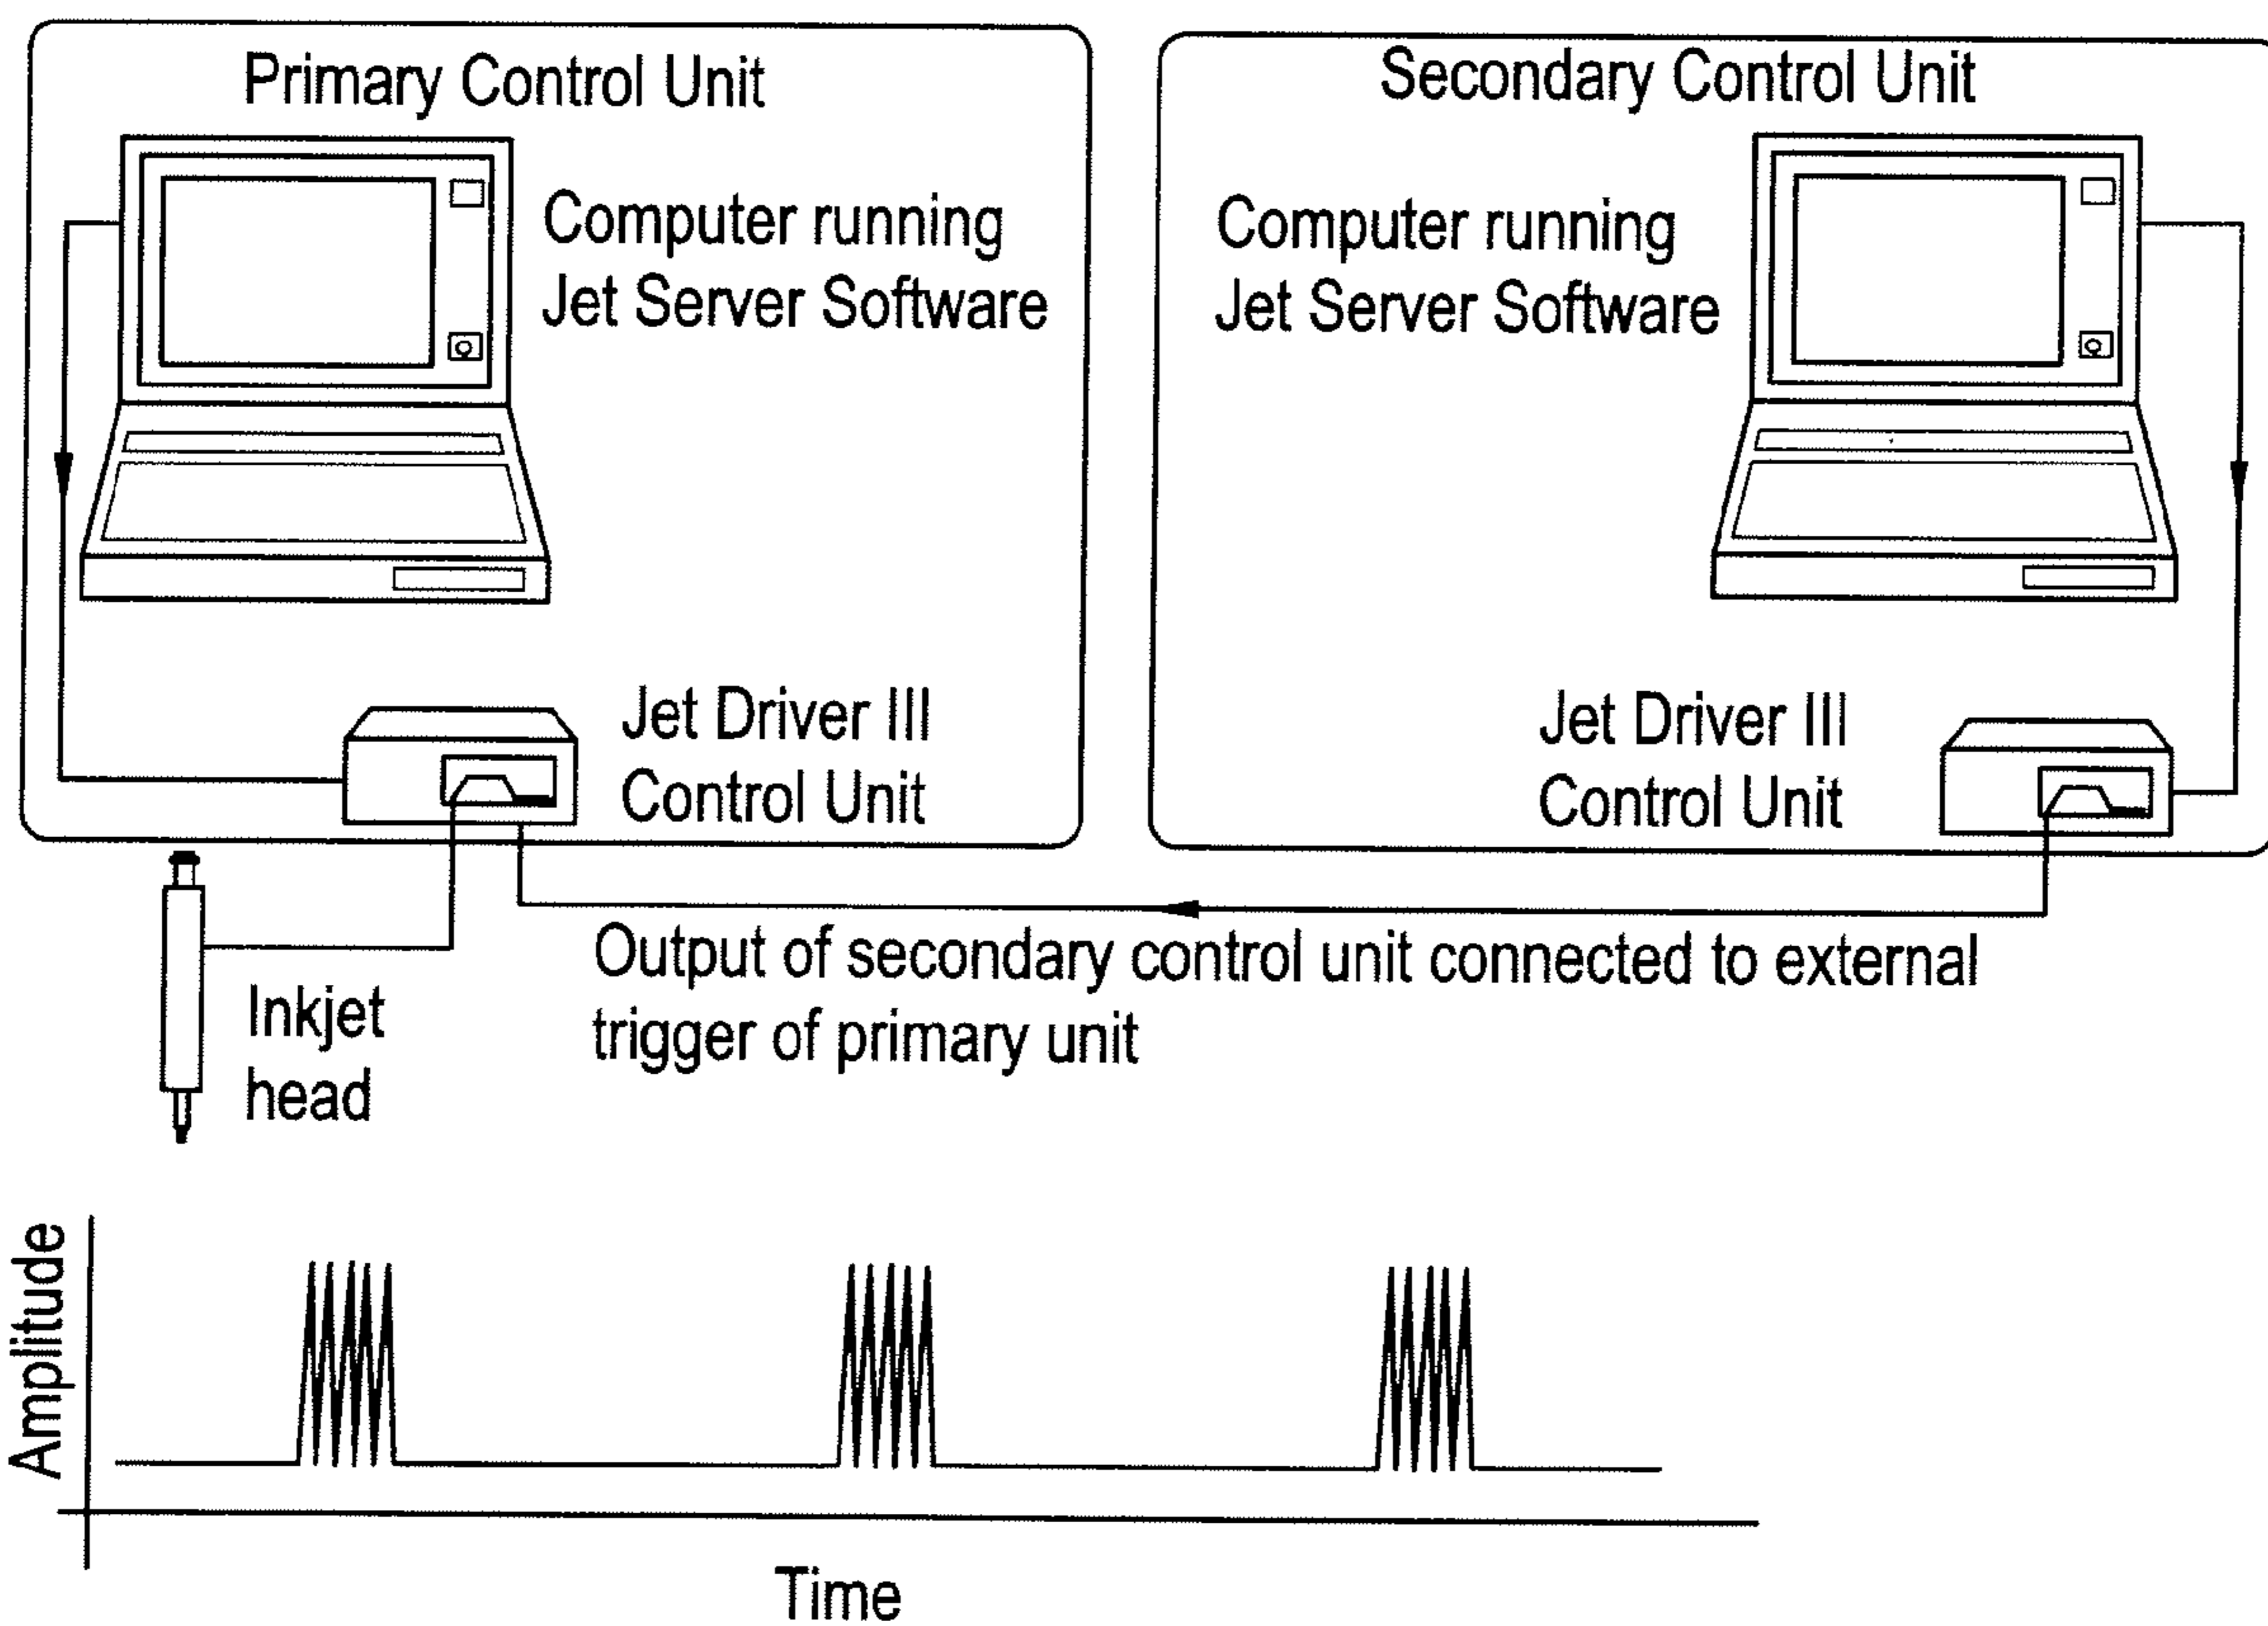 Primary Control Unit
Computer running
Jet Server Software
Jet Driver III
Control Unit
Secondary Control Unit
Computer running
Jet Server Software
Jet Driver III
Control Unit
Inkjet
head
Output of secondary control unit connected to external
trigger of primary unit
Amplitude
Time